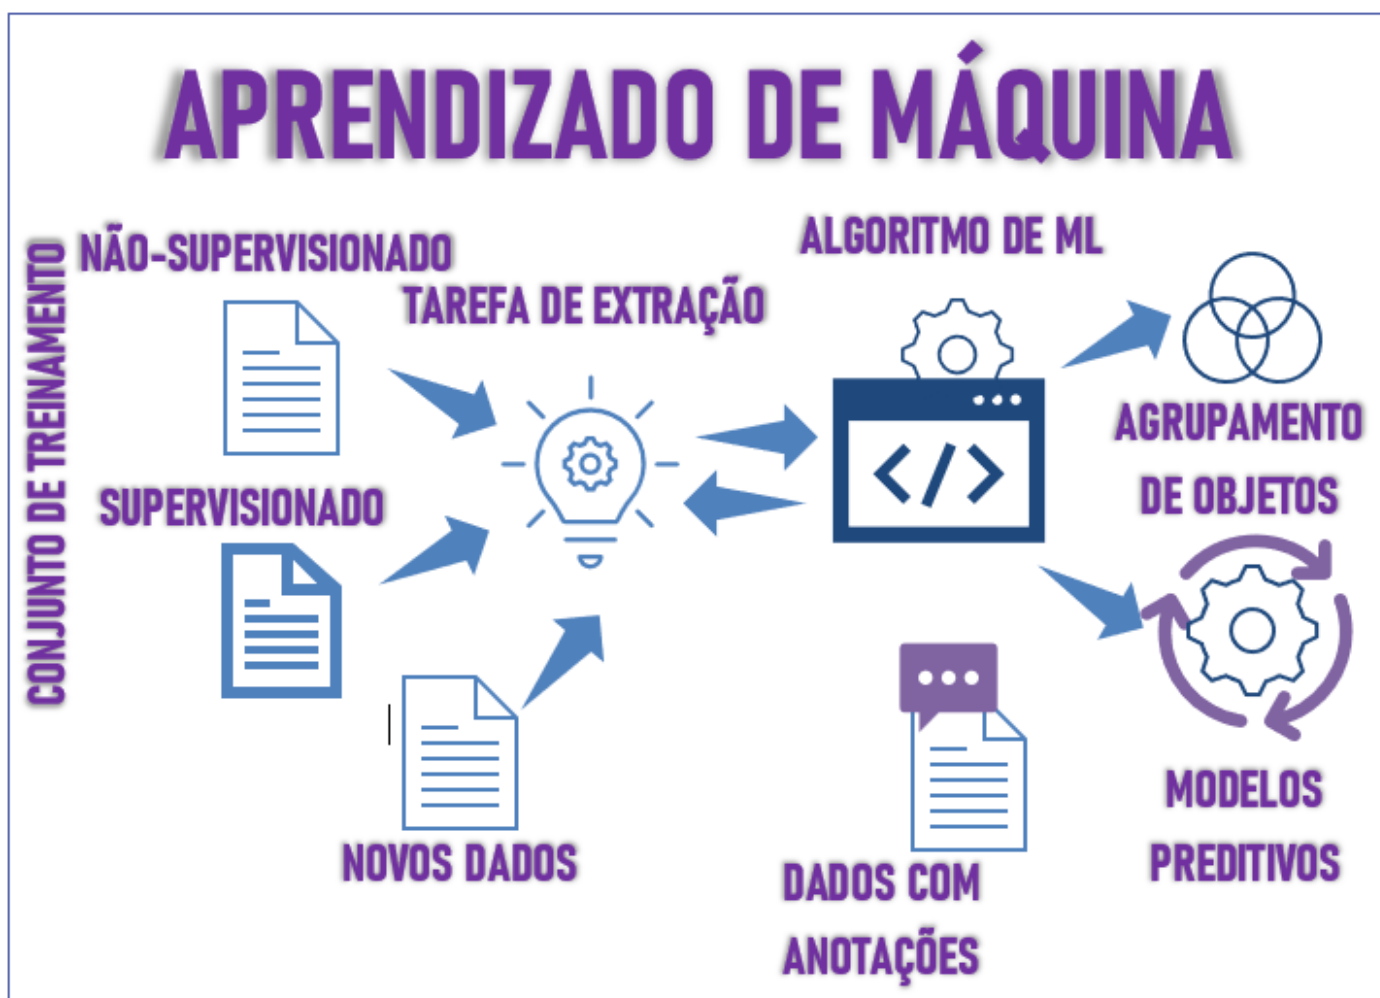 APRENDIZADO DE MÁQUINA
CONJUNTO DE TREINAMENTO
NÃO-SUPERVISIONADO
TAREFA DE EXTRAÇÃO
ALGORITMO DE ML
SUPERVISIONADO
</>
AGRUPAMENTO
DE OBJETOS
NOVOS DADOS
DADOS COM
ANOTAÇÕES
MODELOS
PREDITIVOS